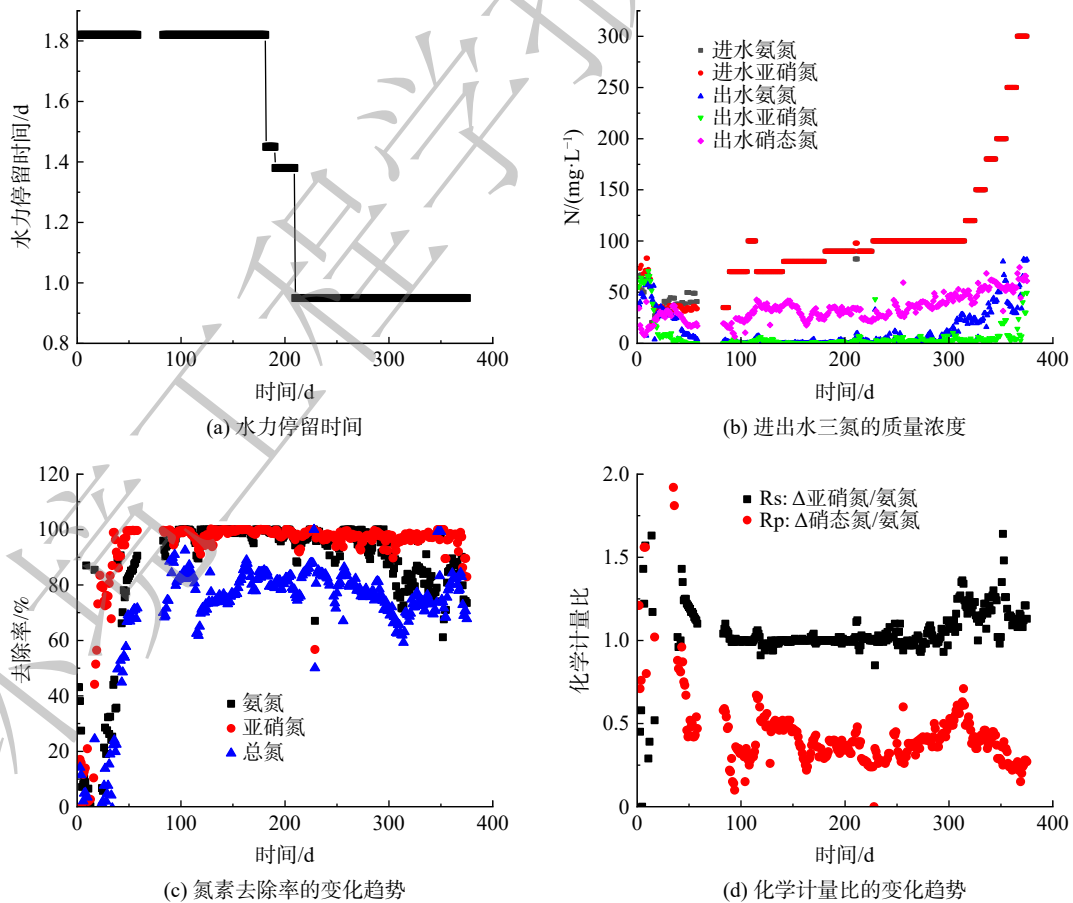 1.8
1.6
1.4
1.2
1.0
0.8
水力停留时间/d
0
100
200
300
400
时间/d
(a) 水力停留时间
300
250
200
150
100
50
0
N/(mg·L⁻¹)
进水氨氮
进水亚硝氮
出水氨氮
出水亚硝氮
出水硝态氮
0
100
200
300
400
时间/d
(b) 进出水三氮的质量浓度
120
100
80
60
40
20
0
去除率/%
氨氮
亚硝氮
总氮
0
100
200
300
400
时间/d
(c) 氮素去除率的变化趋势
2.0
1.5
1.0
0.5
0
化学计量比
Rs: Δ亚硝氮/氨氮
Rp: Δ硝态氮/氨氮
0
100
200
300
400
时间/d
(d) 化学计量比的变化趋势
境工程学